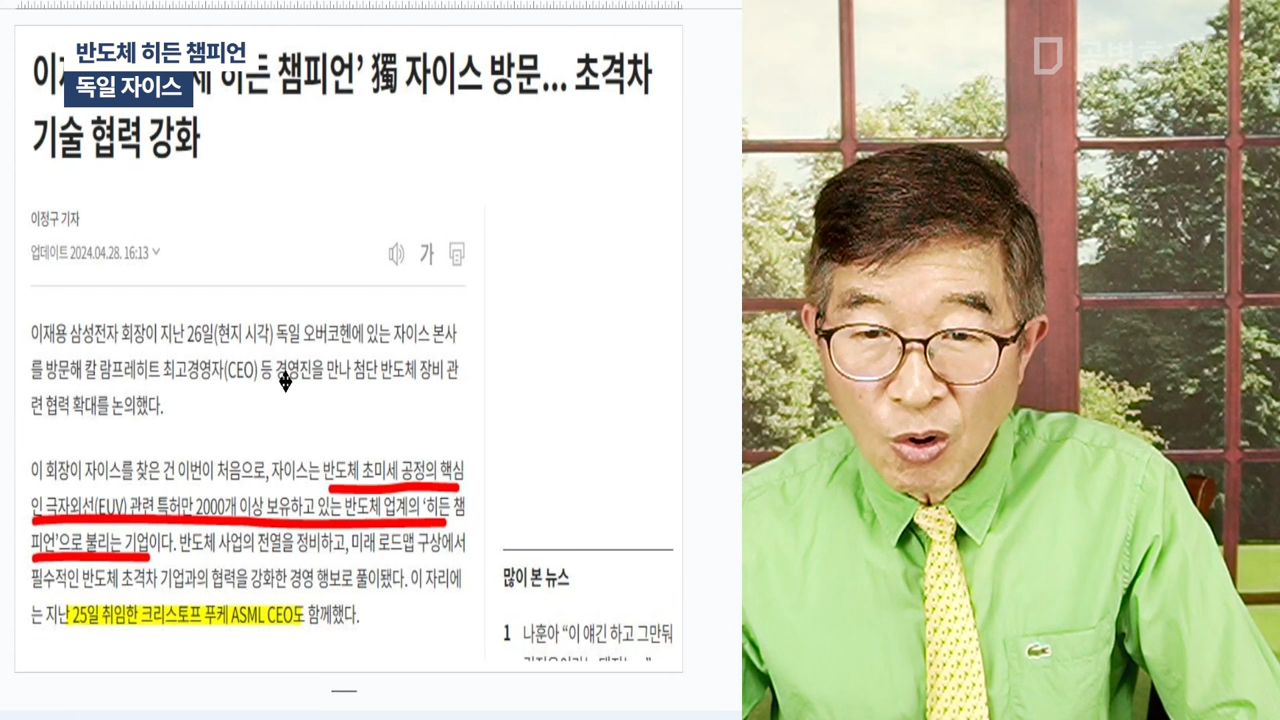 반도체 히든 챔피언
독일 자이스
챔피언’ 獨 자이스 방문... 초격차
기술 협력 강화
이정구 기자
업데이트 2024.04.28. 16:13
가
이재용 삼성전자 회장이 지난 26일(현지 시각) 독일 오버코헨에 있는 자이스 본사
를 방문해 칼 람프레히트 최고경영자(CEO) 등 경영진을 만나 첨단 반도체 장비 관
련 협력 확대를 논의했다.
이 회장이 자이스를 찾은 건 이번이 처음으로, 자이스는 반도체 초미세 공정의 핵심
인 극자외선(EUV) 관련 특허만 2000개 이상 보유하고 있는 반도체 업계의 ‘히든 챔
피언’으로 불리는 기업이다. 반도체 사업의 전열을 정비하고, 미래 로드맵 구상에서
필수적인 반도체 초격차 기업과의 협력을 강화한 경영 행보로 풀이됐다. 이 자리에
는 지난 25일 취임한 크리스토프 푸케 ASML CEO도 함께했다.
많이 본 뉴스
1 나훈아 “이 얘긴 하고 그만둬